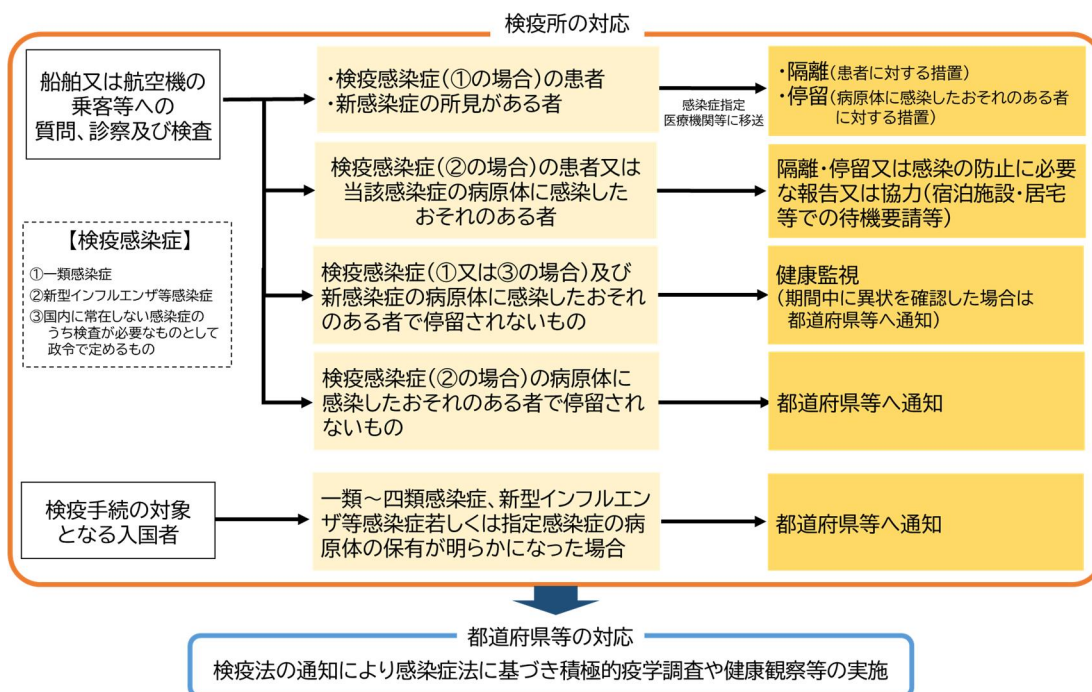 検疫所の対応
船舶又は航空機の
乗客等への
質問、診察及び検査
・検疫感染症(①の場合)の患者
・新感染症の所見がある者
感染症指定
医療機関等に移送
・隔離(患者に対する措置)
・停留(病原体に感染したおそれのある者
に対する措置)
検疫感染症(②の場合)の患者又は
当該感染症の病原体に感染した
おそれのある者
隔離・停留又は感染の防止に必要
な報告又は協力(宿泊施設・居宅
等での待機要請等)
【検疫感染症】
①一類感染症
②新型インフルエンザ等感染症
③国内に常在しない感染症の
うち検査が必要なものとして
政令で定めるもの
検疫感染症(①又は③の場合)及び
新感染症の病原体に感染したおそれ
のある者で停留されないもの
健康監視
(期間中に異状を確認した場合は
都道府県等へ通知)
検疫感染症(②の場合)の病原体に
感染したおそれのある者で停留され
ないもの
都道府県等へ通知
検疫手続の対象
となる入国者
一類~四類感染症、新型インフルエン
ザ等感染症若しくは指定感染症の病
原体の保有が明らかになった場合
都道府県等へ通知
都道府県等の対応
検疫法の通知により感染症法に基づき積極的疫学調査や健康観察等の実施